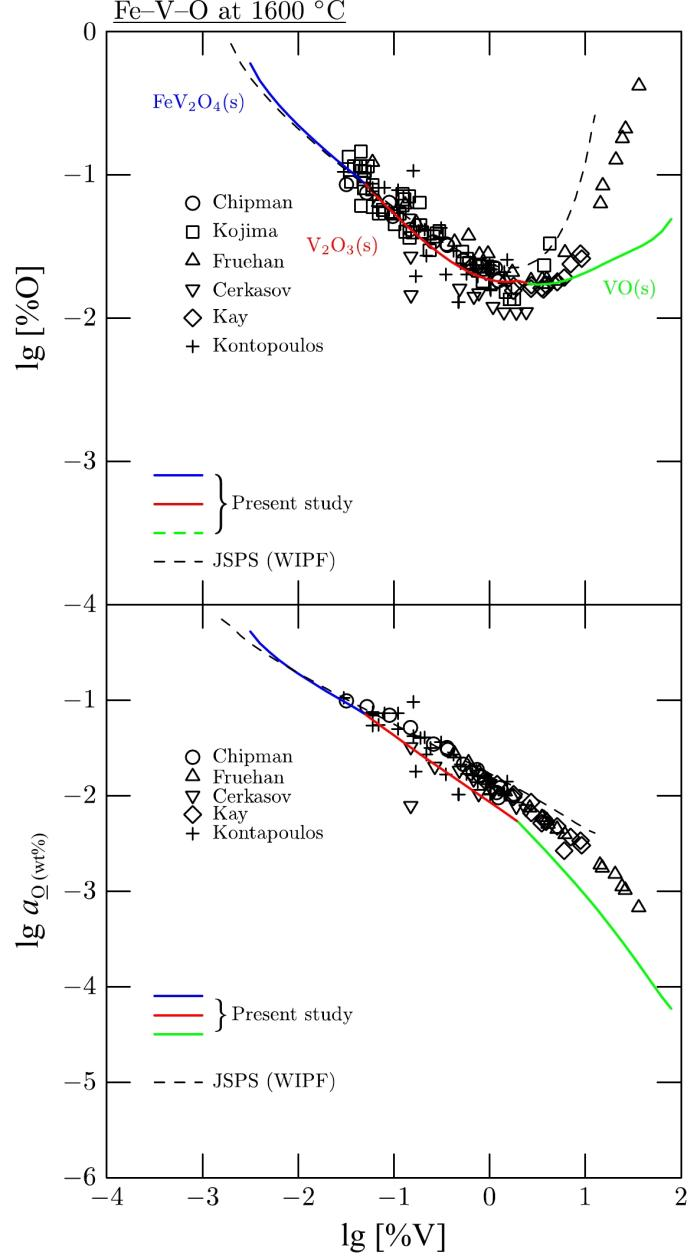 Fe–V–O at 1600 °C
0
FeV₂O₄(s)
−1
Chipman
Kojima
V₂O₃(s)
Fruehan
lg [%O]
Cerkasov
VO(s)
−2
Kay
Kontopoulos
−3
Present study
JSPS (WIPF)
−4
−1
Chipman
Fruehan
−2
Cerkasov
Kay
Kontapoulos
lg a_O (wt%)
−3
−4
Present study
−5
JSPS (WIPF)
−6
−4 −3 −2 −1 0 1 2
lg [%V]